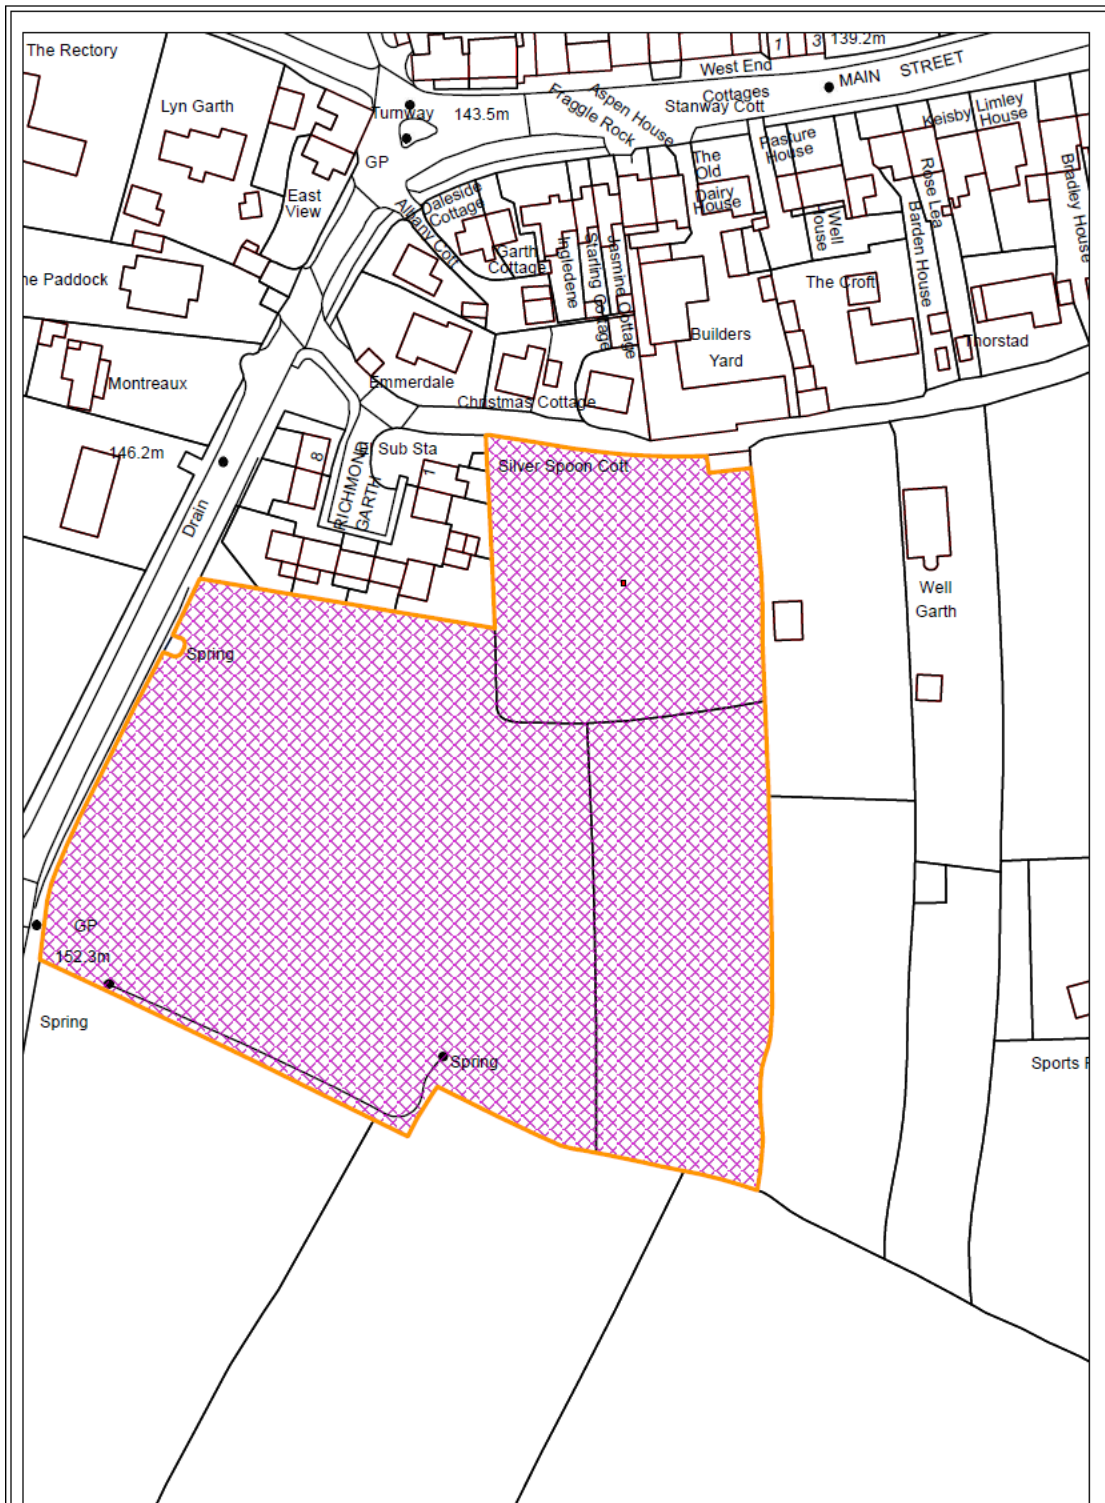 The Rectory
1
3
139.2m
West End
Cottages
MAIN STREET
Lyn Garth
Turnway
143.5m
Fraggle Rock
Aspen House
Stanway Cott
Keisby
Limley
House
Pasture
House
GP
The
Old
Dairy
House
Rose Lea
Bradley House
East
View
Albany Cott
Daleside
Cottage
Well
House
Barden House
Garth
Cottage
Ingledene
Starling Cottage
Jasmine Cottage
he Paddock
The Croft
Builders
Yard
Thorstad
Montreaux
Emmerdale
Christmas Cottage
146.2m
8
RICHMOND
GARTH
El Sub Sta
1
Silver Spoon Cott
Drain
Well
Garth
Spring
GP
152.3m
Spring
Spring
Sports